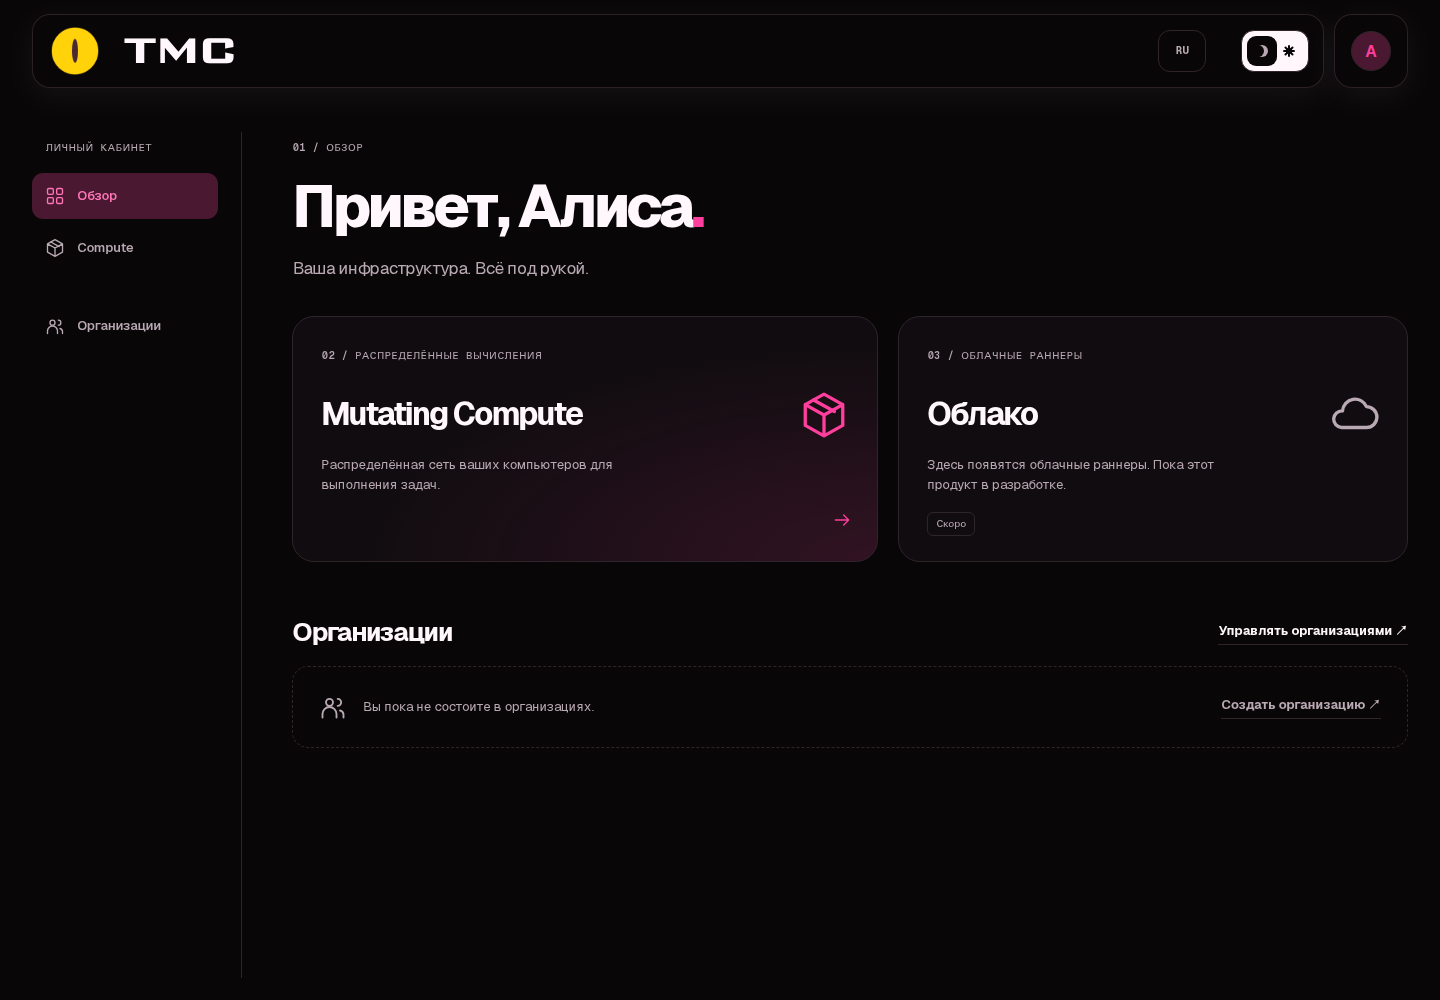 TMC
RU
A
ЛИЧНЫЙ КАБИНЕТ
Обзор
Compute
Организации
01 / ОБЗОР
Привет, Алиса.
Ваша инфраструктура. Всё под рукой.
02 / РАСПРЕДЕЛЁННЫЕ ВЫЧИСЛЕНИЯ
Mutating Compute
Распределённая сеть ваших компьютеров для
выполнения задач.
→
03 / ОБЛАЧНЫЕ РАННЕРЫ
Облако
Здесь появятся облачные раннеры. Пока этот
продукт в разработке.
Скоро
Организации
Управлять организациями ↗
Вы пока не состоите в организациях.
Создать организацию ↗